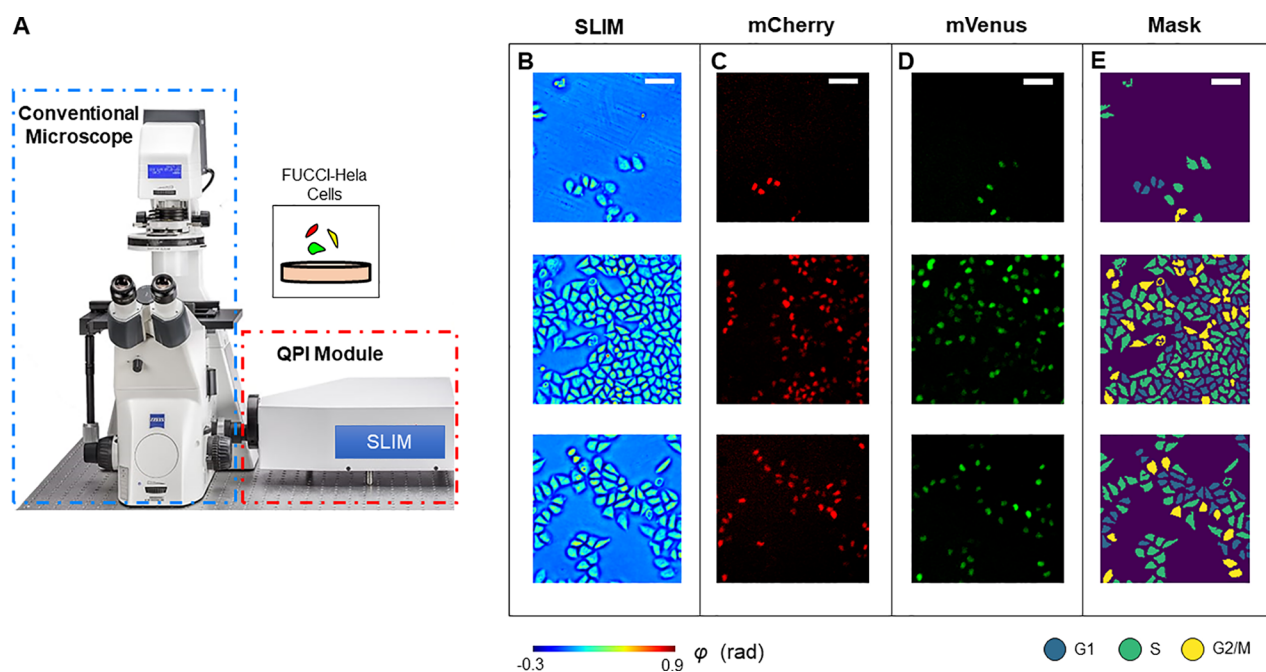 A
Conventional
Microscope
FUCCI-Hela
Cells
QPI Module
SLIM
SLIM
mCherry
mVenus
Mask
B
C
D
E
-0.3
0.9
φ (rad)
G1
S
G2/M